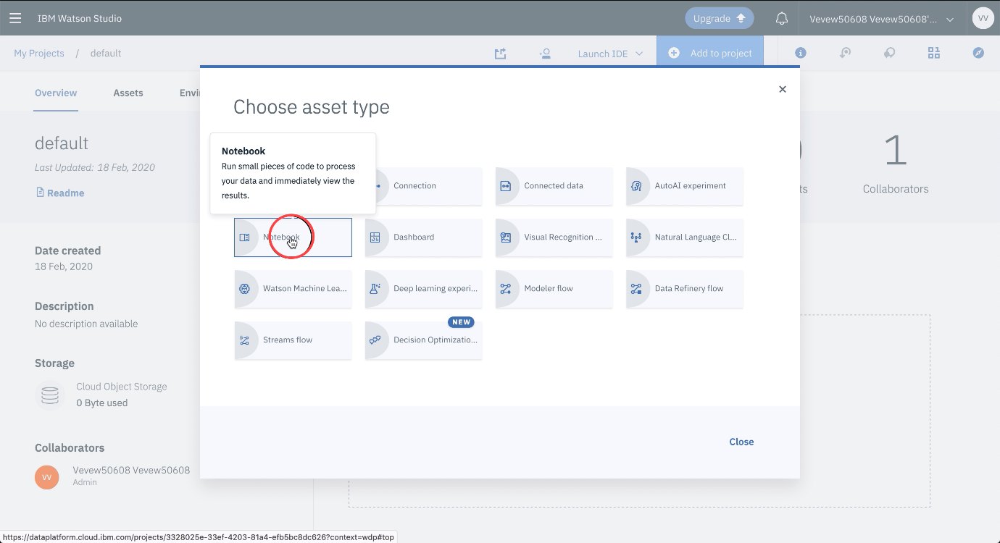 IBM Watson Studio
Upgrade
Vevew50608 Vevew50608'...
VV
My Projects / default
Launch IDE
Add to project
Overview
Assets
Envi
Choose asset type
default
Last Updated: 18 Feb, 2020
Readme
Notebook
Run small pieces of code to process
your data and immediately view the
results.
1
ts
Collaborators
Connection
Connected data
AutoAI experiment
Notebook
Dashboard
Visual Recognition ...
Natural Language Cl...
Watson Machine Lea...
Deep learning experi...
Modeler flow
Data Refinery flow
Streams flow
NEW
Decision Optimizatio...
Date created
18 Feb, 2020
Description
No description available
Storage
Cloud Object Storage
0 Byte used
Collaborators
VV
Vevew50608 Vevew50608
Admin
Close
https://dataplatform.cloud.ibm.com/projects/3328025e-33ef-4203-81a4-efb5bc8dc626?context=wdp#top